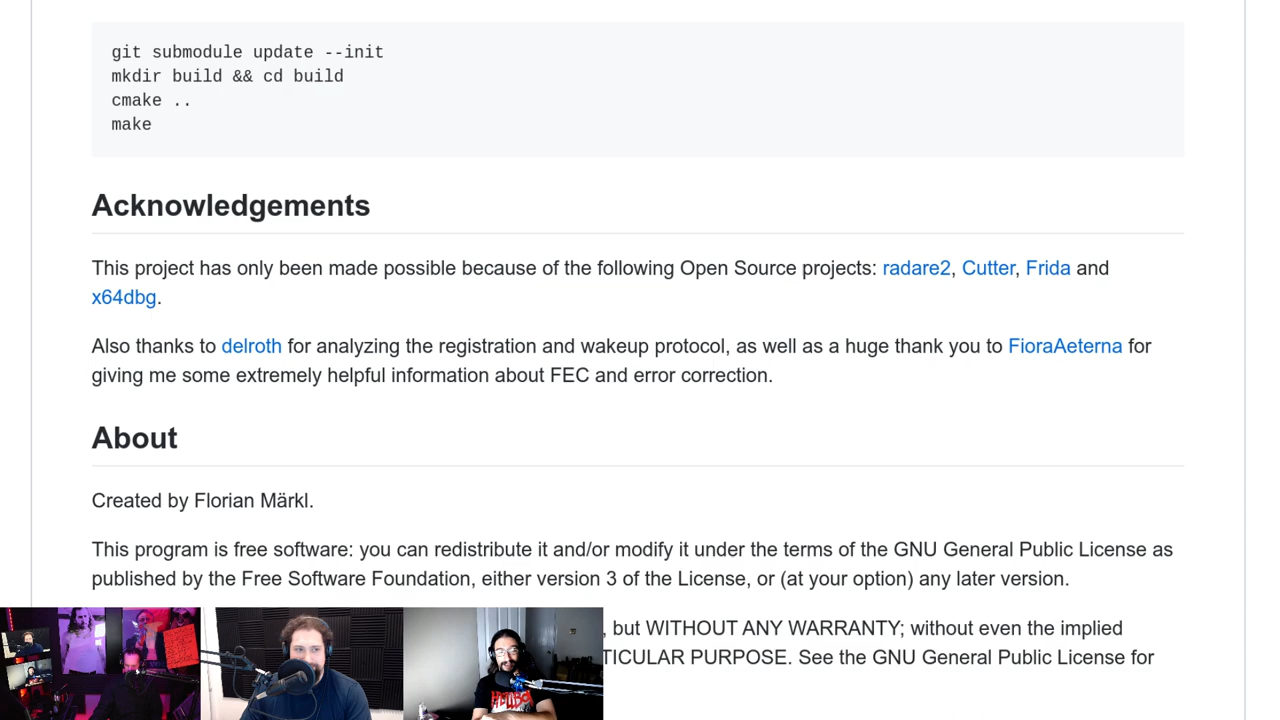 git submodule update --init
mkdir build && cd build
cmake ..
make
Acknowledgements
This project has only been made possible because of the following Open Source projects: radare2, Cutter, Frida and
x64dbg.
Also thanks to delroth for analyzing the registration and wakeup protocol, as well as a huge thank you to FioraAeterna for
giving me some extremely helpful information about FEC and error correction.
About
Created by Florian Märkl.
This program is free software: you can redistribute it and/or modify it under the terms of the GNU General Public License as
published by the Free Software Foundation, either version 3 of the License, or (at your option) any later version.
, but WITHOUT ANY WARRANTY; without even the implied
TICULAR PURPOSE. See the GNU General Public License for